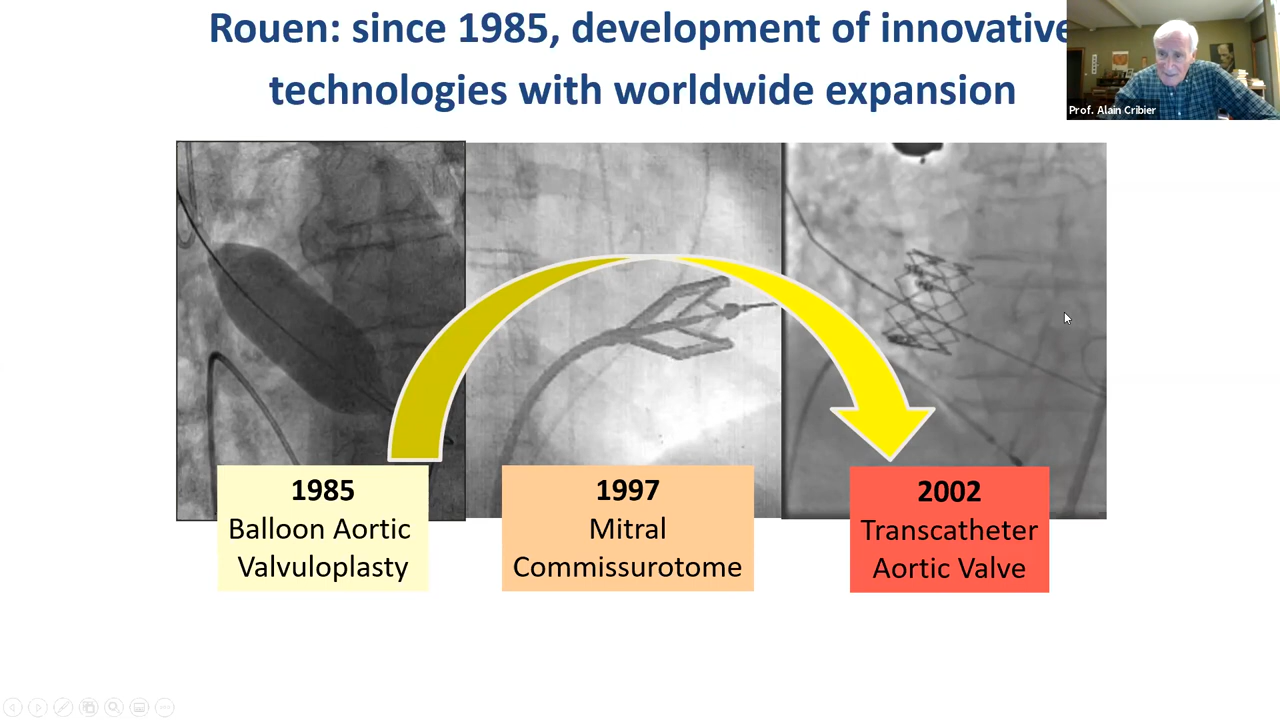 Rouen: since 1985, development of innovative
technologies with worldwide expansion
Prof. Alain Cribier
1985
Balloon Aortic
Valvuloplasty
1997
Mitral
Commissurotome
2002
Transcatheter
Aortic Valve